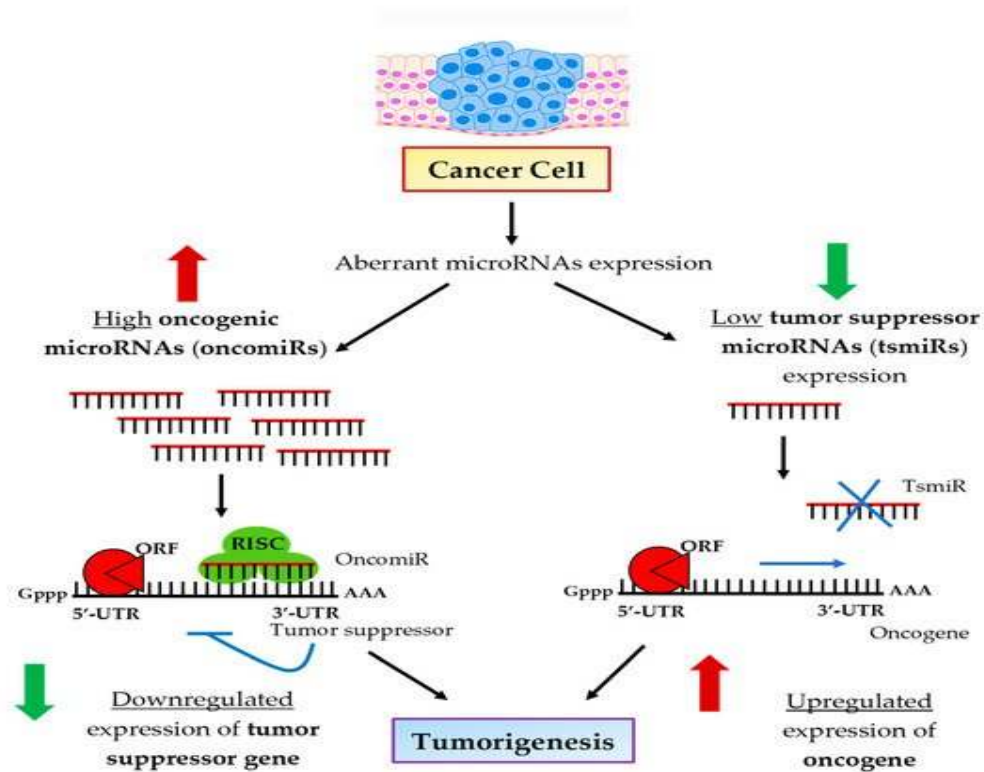 Cancer Cell
Aberrant microRNAs expression
High oncogenic
microRNAs (oncomiRs)
Low tumor suppressor
microRNAs (tsmiRs)
expression
TsmiR
RISC
ORF
OncomiR
Gppp
AAA
5′-UTR
3′-UTR
Tumor suppressor
ORF
Gppp
AAA
5′-UTR
3′-UTR
Oncogene
Downregulated
expression of tumor
suppressor gene
Tumorigenesis
Upregulated
expression of
oncogene